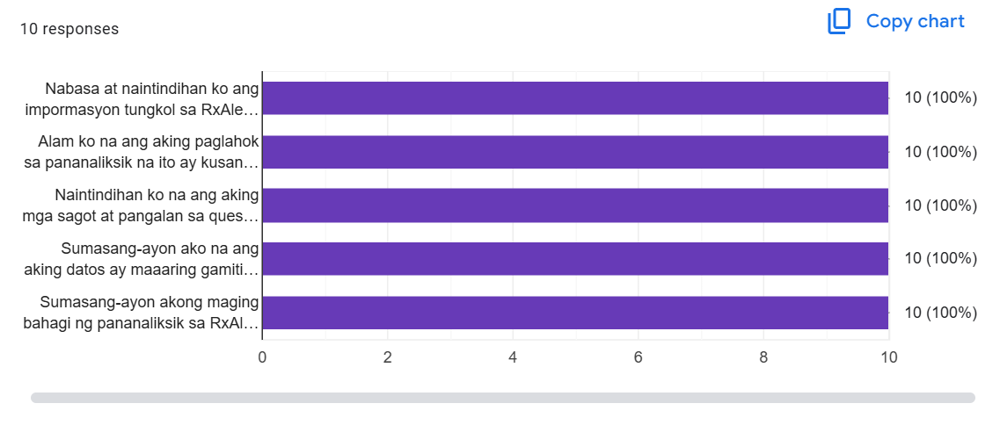 10 responses
Copy chart
Nabasa at naintindihan ko ang
impormasyon tungkol sa RxAle…
10 (100%)
Alam ko na ang aking paglahok
sa pananaliksik na ito ay kusan…
10 (100%)
Naintindihan ko na ang aking
mga sagot at pangalan sa ques…
10 (100%)
Sumasang-ayon ako na ang
aking datos ay maaaring gamiti…
10 (100%)
Sumasang-ayon akong maging
bahagi ng pananaliksik sa RxAl…
10 (100%)
0 2 4 6 8 10